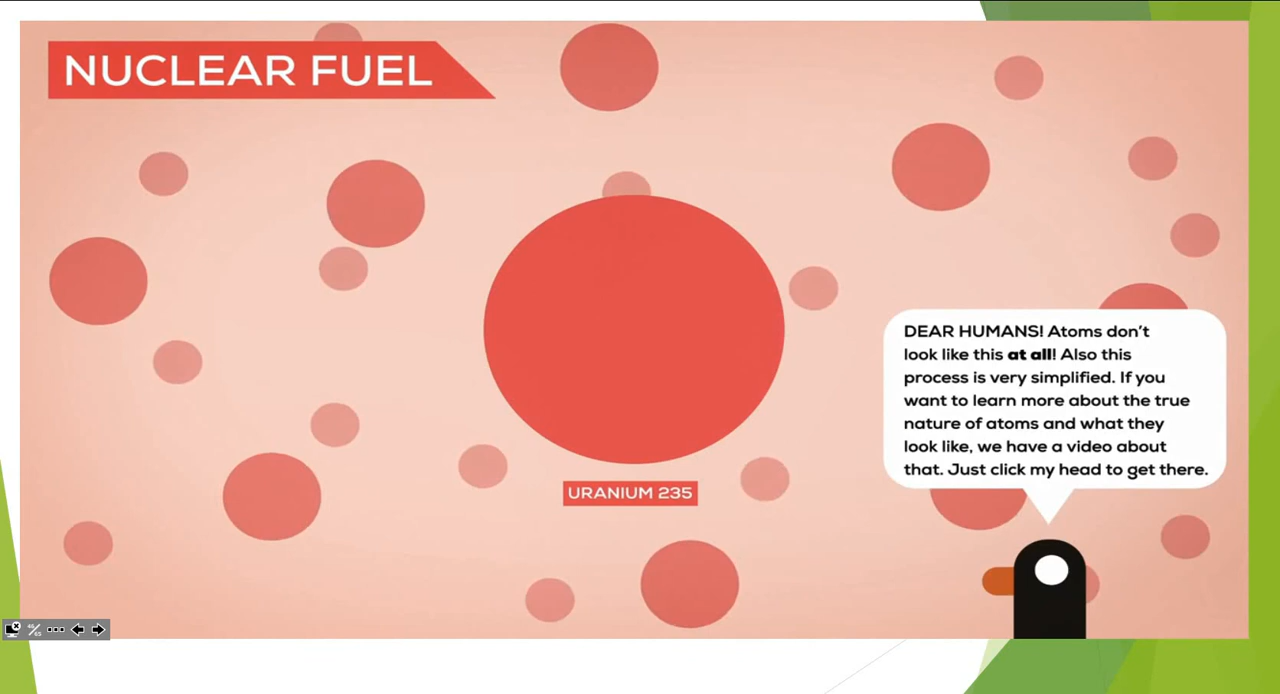 NUCLEAR FUEL
DEAR HUMANS! Atoms don't
look like this at all! Also this
process is very simplified. If you
want to learn more about the true
nature of atoms and what they
look like, we have a video about
that. Just click my head to get there.
URANIUM 235